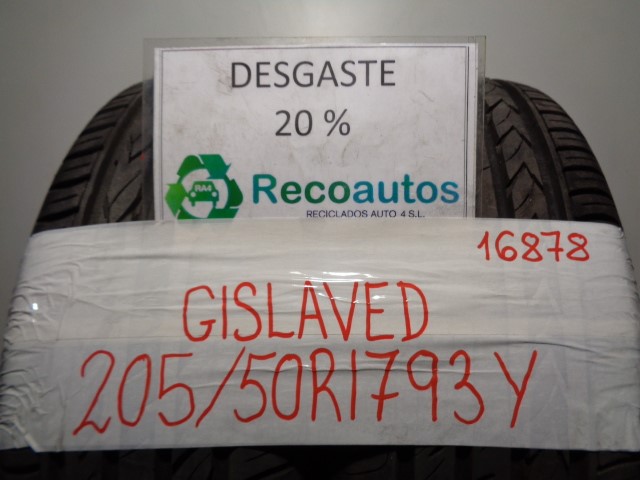 DESGASTE
20 %
RA4
Recoautos
RECICLADOS AUTO 4 S.L.
16878
GISLAVED
205/50R1793Y